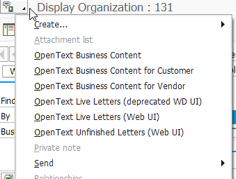 Display Organization : 131
Create...
Attachment list
OpenText Business Content
OpenText Business Content for Customer
OpenText Business Content for Vendor
OpenText Live Letters (deprecated WD UI)
OpenText Live Letters (Web UI)
OpenText Unfinished Letters (Web UI)
Private note
Send
Relationships
W
Find
By
Busi